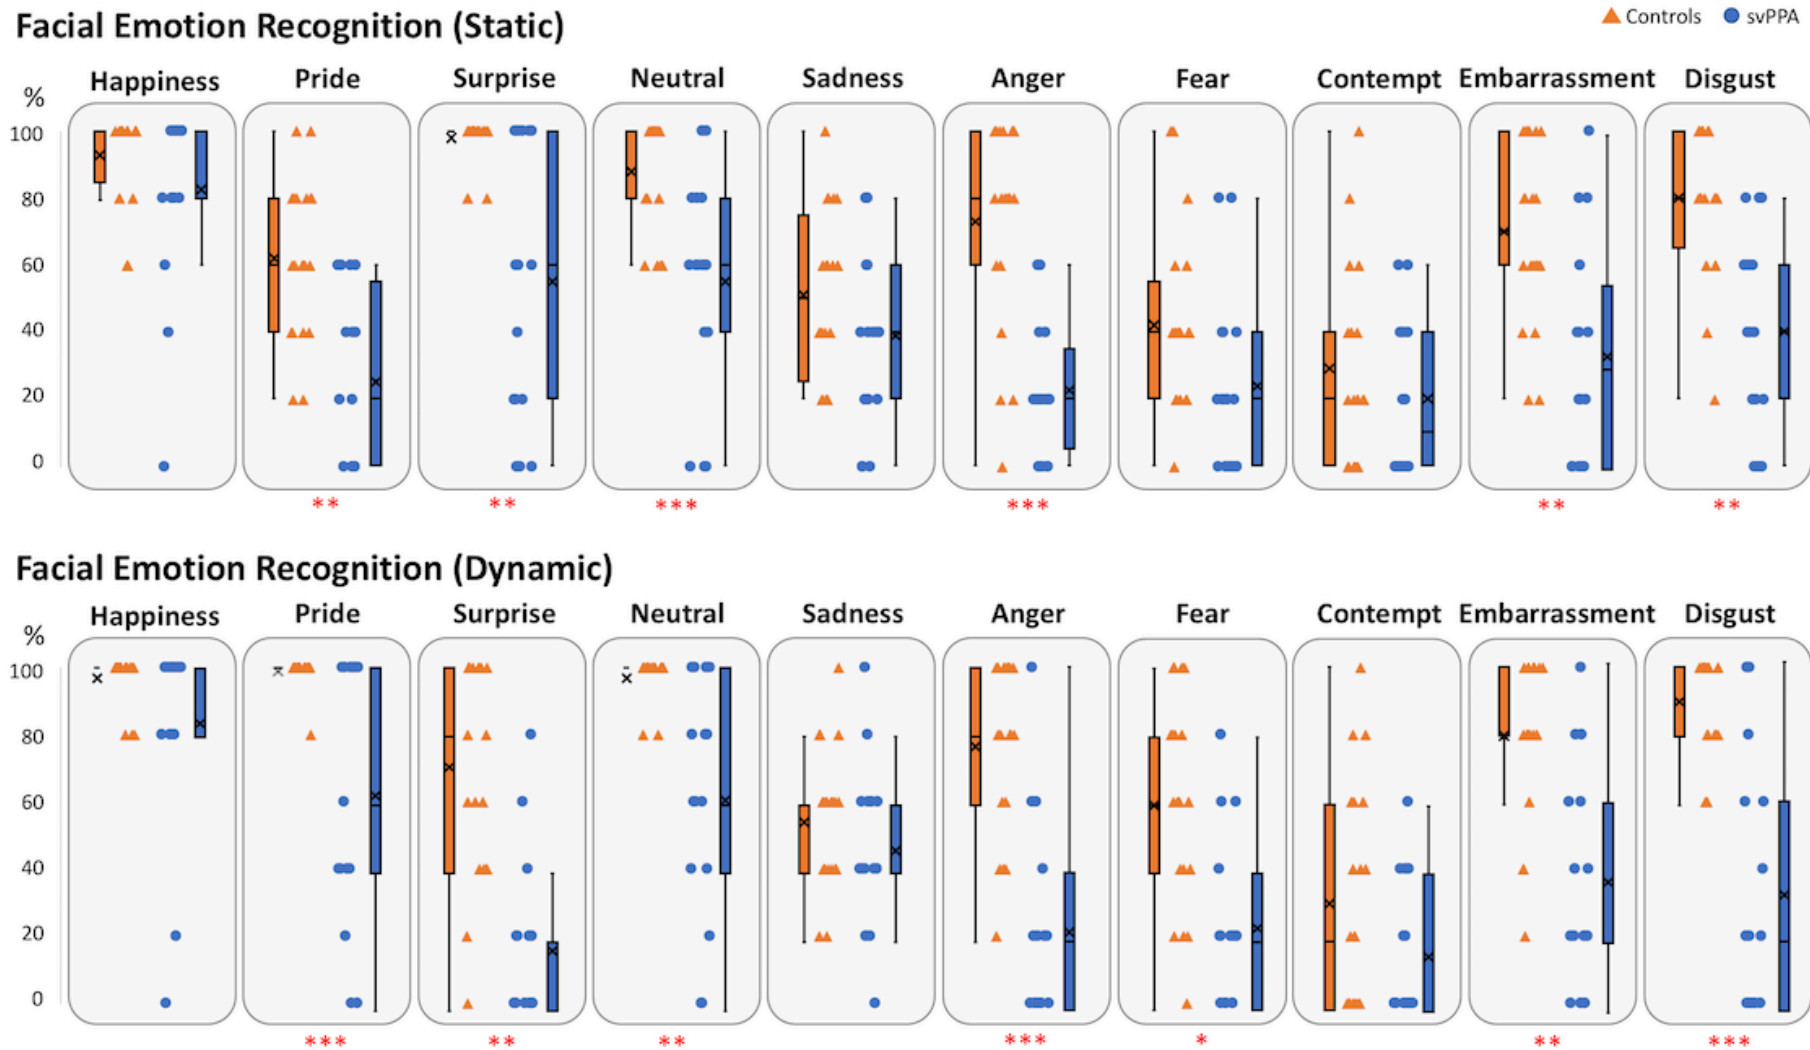 Facial Emotion Recognition (Static)
Controls svPPA
Happiness Pride Surprise Neutral Sadness Anger Fear Contempt Embarrassment Disgust
%
100
80
60
40
20
0
** ** *** *** ** **
Facial Emotion Recognition (Dynamic)
Happiness Pride Surprise Neutral Sadness Anger Fear Contempt Embarrassment Disgust
%
100
80
60
40
20
0
*** ** ** *** * ** ***